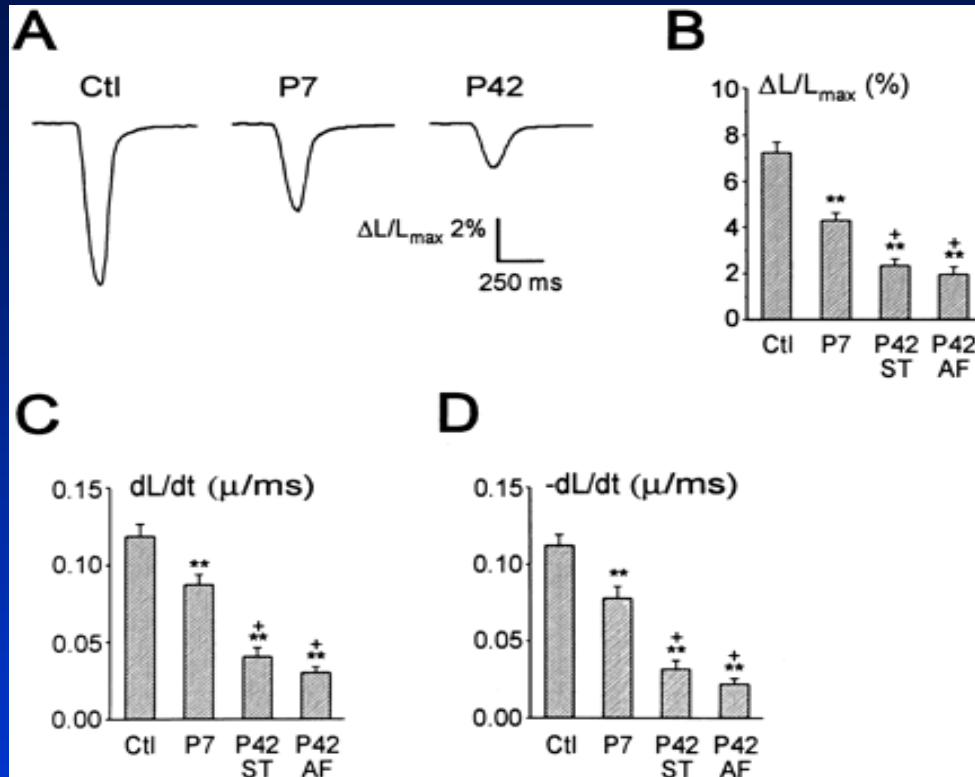 A
Ctl P7 P42
ΔL/Lmax 2%
250 ms
B
ΔL/Lmax (%)
10
8
6
4
2
0
**
+
**
+
**
Ctl P7 P42 P42
ST AF
C
dL/dt (μ/ms)
0.15
0.10
0.05
0.00
**
+
**
+
**
Ctl P7 P42 P42
ST AF
D
-dL/dt (μ/ms)
0.15
0.10
0.05
0.00
**
+
**
+
**
Ctl P7 P42 P42
ST AF